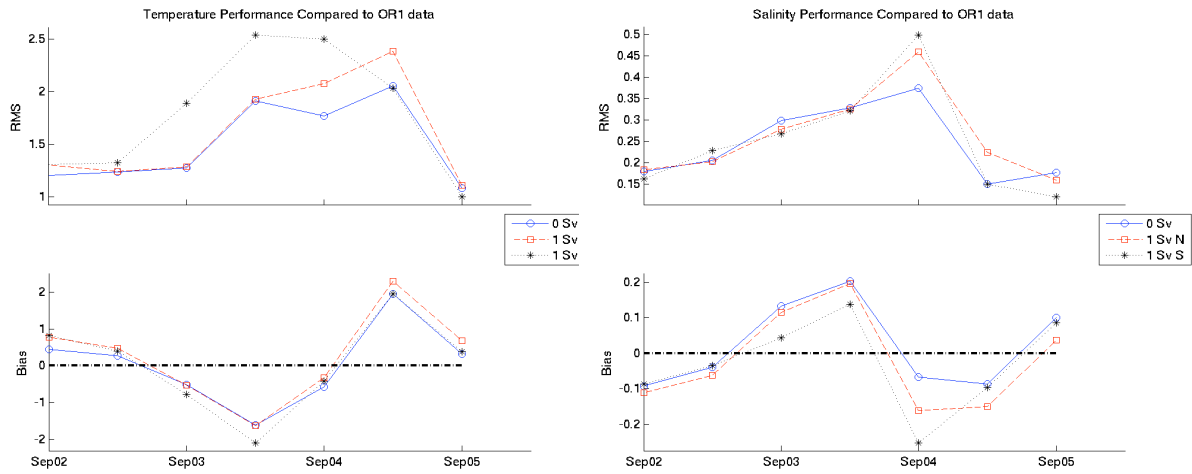 Temperature Performance Compared to OR1 data
2.5
2
1.5
1
RMS
0 Sv
1 Sv
1 Sv
2
1
0
-1
-2
Bias
Sep02
Sep03
Sep04
Sep05
Salinity Performance Compared to OR1 data
0.5
0.45
0.4
0.35
0.3
0.25
0.2
0.15
RMS
0 Sv
1 Sv N
1 Sv S
0.2
0.1
0
-0.1
-0.2
Bias
Sep02
Sep03
Sep04
Sep05